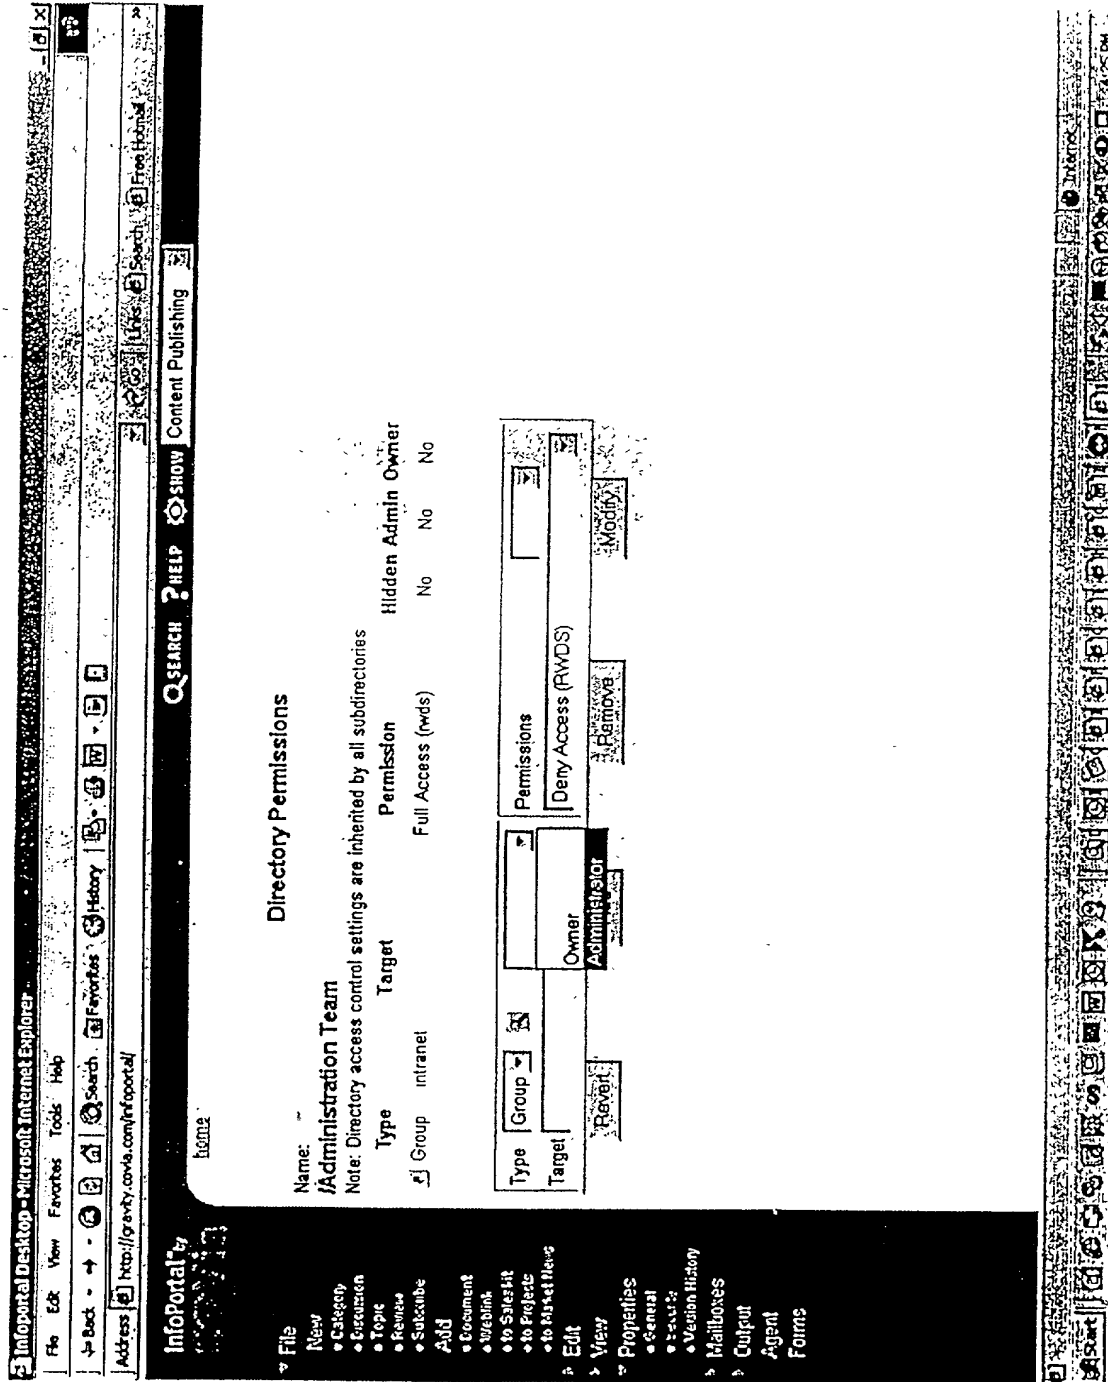 Infoportal Desktop - Microsoft Internet Explorer
File Edit View Favorites Tools Help
Back Search Favorites History
Address http://gravity.covia.com/infoportal/ Go Links Search Free Hotmail
InfoPortal by
SEARCH ? HELP SHOW Content Publishing
home
File
New
Category
Discussion
Topic
Review
Subscribe
Add
Document
Weblink
to Saleskit
to Projects
to Market News
Edit
View
Properties
General
Security
Version History
Mailboxes
Output
Agent
Forms
Directory Permissions
Name:
/Administration Team
Note: Directory access control settings are inherited by all subdirectories
Type Target Permission Hidden Admin Owner
Group intranet Full Access (rwds) No No No
Type Group Permissions
Target Owner Deny Access (RWDS)
Administrator
Revert Remove Modify
Internet
Start